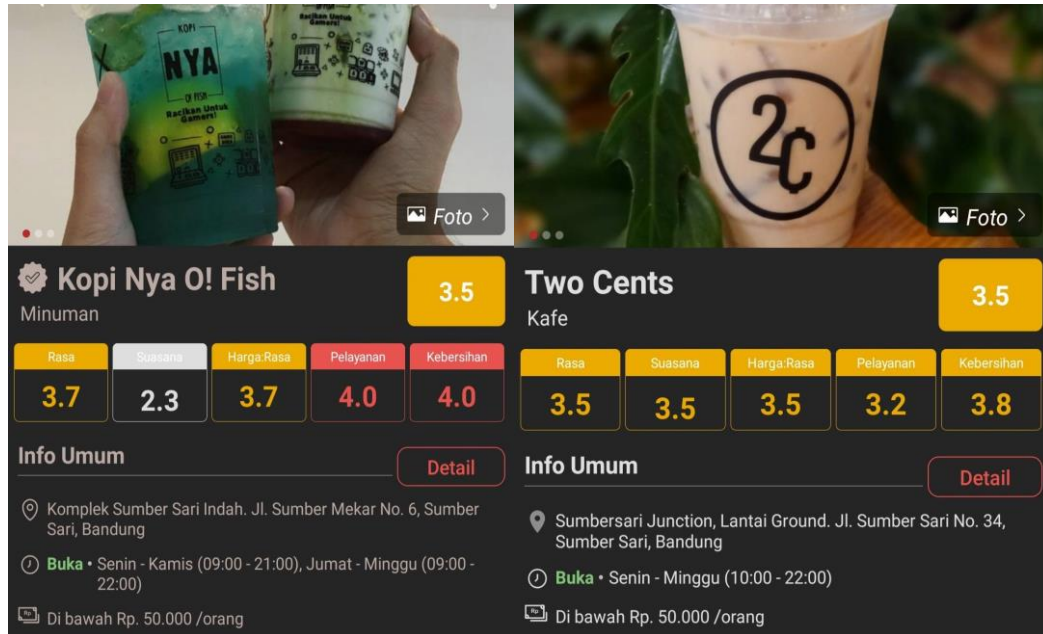 KOPI
NYA
O! FISH
Racikan Untuk
Gamers!
Racikan Untuk
Gamers!
Foto >
Kopi Nya O! Fish
Minuman
3.5
Rasa
Suasana
Harga:Rasa
Pelayanan
Kebersihan
3.7
2.3
3.7
4.0
4.0
Info Umum
Detail
Komplek Sumber Sari Indah. Jl. Sumber Mekar No. 6, Sumber
Sari, Bandung
Buka • Senin - Kamis (09:00 - 21:00), Jumat - Minggu (09:00 -
22:00)
Rp
Di bawah Rp. 50.000 /orang
2C
Foto >
Two Cents
Kafe
3.5
Rasa
Suasana
Harga:Rasa
Pelayanan
Kebersihan
3.5
3.5
3.5
3.2
3.8
Info Umum
Detail
Sumbersari Junction, Lantai Ground. Jl. Sumber Sari No. 34,
Sumber Sari, Bandung
Buka • Senin - Minggu (10:00 - 22:00)
Rp
Di bawah Rp. 50.000 /orang